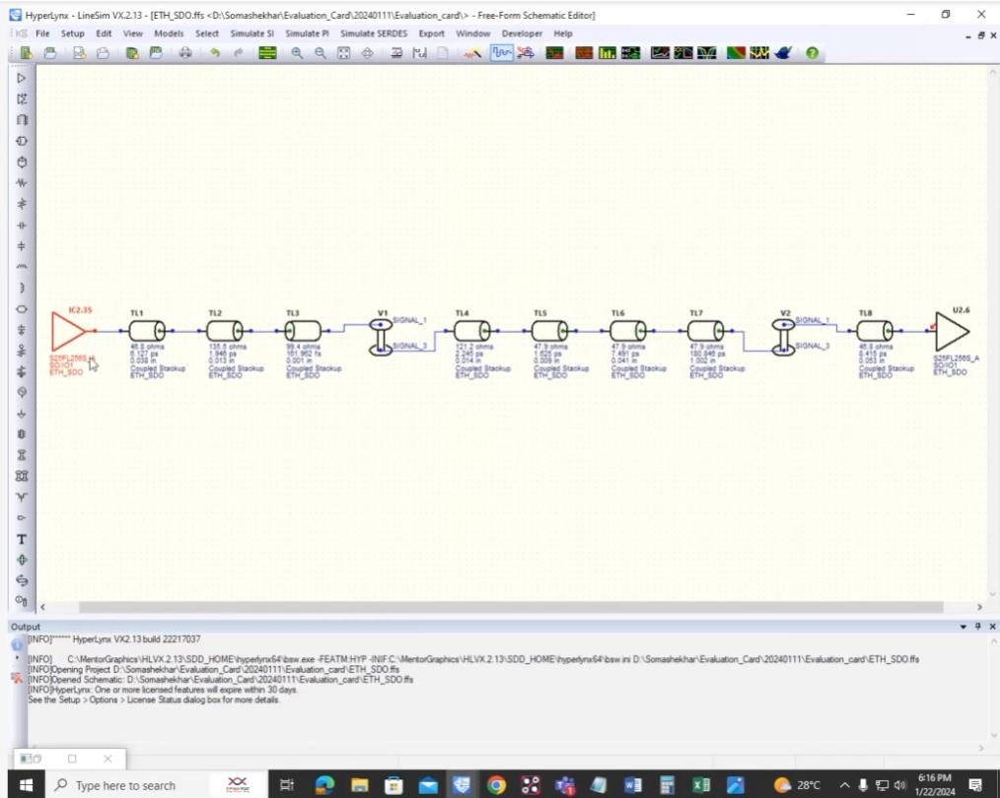 HyperLynx - LineSim VX.2.13 - [ETH_SDO.ffs <D:\Somashekhar\Evaluation_Card\20240111\Evaluation_card\> - Free-Form Schematic Editor]
File Setup Edit View Models Select Simulate SI Simulate PI Simulate SERDES Export Window Developer Help
IC2.35
S25FL256S_A
SO/IO1
ETH_SDO
TL1
46.8 ohms
6.127 ps
0.038 in
Coupled Stackup
ETH_SDO
TL2
135.5 ohms
1.946 ps
0.013 in
Coupled Stackup
ETH_SDO
TL3
99.4 ohms
161.962 fs
0.001 in
Coupled Stackup
ETH_SDO
V1
SIGNAL_1
SIGNAL_3
TL4
121.2 ohms
2.245 ps
0.014 in
Coupled Stackup
ETH_SDO
TL5
47.9 ohms
1.625 ps
0.009 in
Coupled Stackup
ETH_SDO
TL6
47.9 ohms
7.491 ps
0.041 in
Coupled Stackup
ETH_SDO
TL7
47.9 ohms
180.846 ps
1.002 in
Coupled Stackup
ETH_SDO
V2
SIGNAL_1
SIGNAL_3
TL8
46.8 ohms
8.415 ps
0.053 in
Coupled Stackup
ETH_SDO
U2.6
S25FL256S_A
SO/IO1
ETH_SDO
T
Output
[INFO]****** HyperLynx VX2.13 build 22217037
[INFO] C:\MentorGraphics\HLVX.2.13\SDD_HOME\hyperlynx64\bsw.exe -FEATM:HYP -INIF:C:\MentorGraphics\HLVX.2.13\SDD_HOME\hyperlynx64\bsw.ini D:\Somashekhar\Evaluation_Card\20240111\Evaluation_card\ETH_SDO.ffs
[INFO]Opening Project D:\Somashekhar\Evaluation_Card\20240111\Evaluation_card\ETH_SDO.ffs
[INFO]Opened Schematic: D:\Somashekhar\Evaluation_Card\20240111\Evaluation_card\ETH_SDO.ffs
[INFO]HyperLynx: One or more licensed features will expire within 30 days.
See the Setup > Options > License Status dialog box for more details.
Type here to search
28°C
6:16 PM
1/22/2024